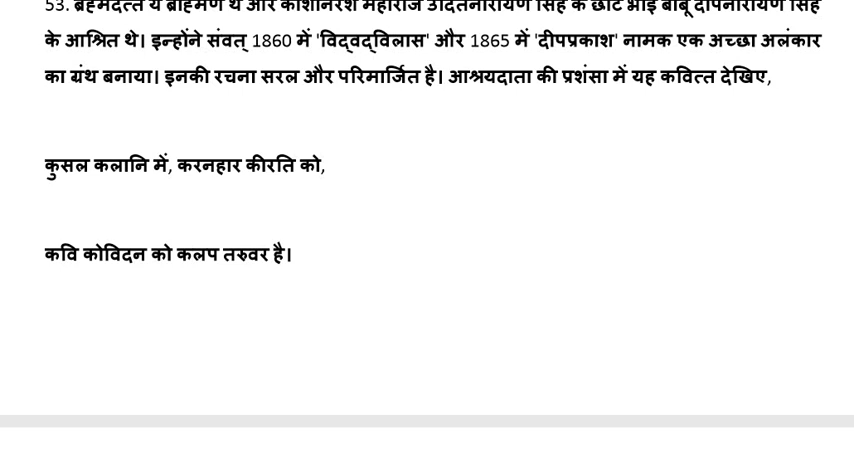 53. ब्रह्मदत्त ये ब्राह्मण थे और काशीनरेश महाराज उदितनारायण सिंह के छोटे भाई बाबू दीपनारायण सिंह
के आश्रित थे। इन्होंने संवत् 1860 में 'विद्वद्विलास' और 1865 में 'दीपप्रकाश' नामक एक अच्छा अलंकार
का ग्रंथ बनाया। इनकी रचना सरल और परिमार्जित है। आश्रयदाता की प्रशंसा में यह कवित्त देखिए,
कुसल कलानि में, करनहार कीरति को,
कवि कोविदन को कलप तरुवर है।